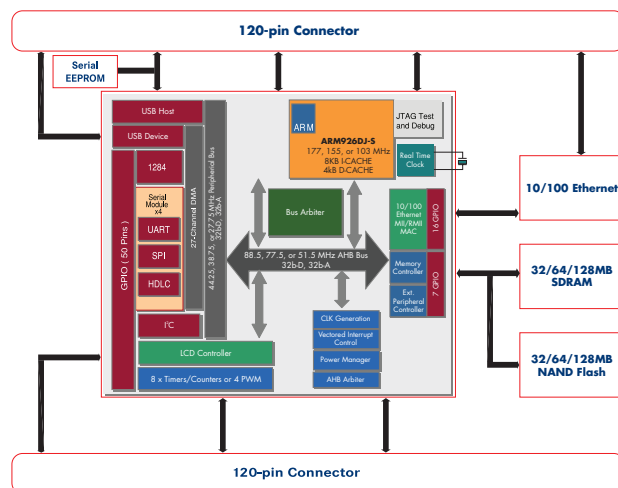 120-pin Connector
Serial
EEPROM
USB Host
USB Device
1284
Serial
Module
x4
UART
SPI
HDLC
I²C
GPIO ( 50 Pins )
27-Channel DMA
44.25, 38.75, or 27.75 MHz Peripheral Bus
32b-D, 32b-A
LCD Controller
8 x Timers/Counters or 4 PWM
ARM
ARM926DJ-S
177, 155, or 103 MHz
8KB I-CACHE
4kB D-CACHE
JTAG Test
and Debug
Real Time
Clock
Bus Arbiter
10/100
Ethernet
MII/RMII
MAC
16 GPIO
88.5, 77.5, or 51.5 MHz AHB Bus
32b-D, 32b-A
Memory
Controller
Ext.
Peripheral
Controller
7 GPIO
CLK Generation
Vectored Interrupt
Control
Power Manager
AHB Arbiter
10/100 Ethernet
32/64/128MB
SDRAM
32/64/128MB
NAND Flash
120-pin Connector